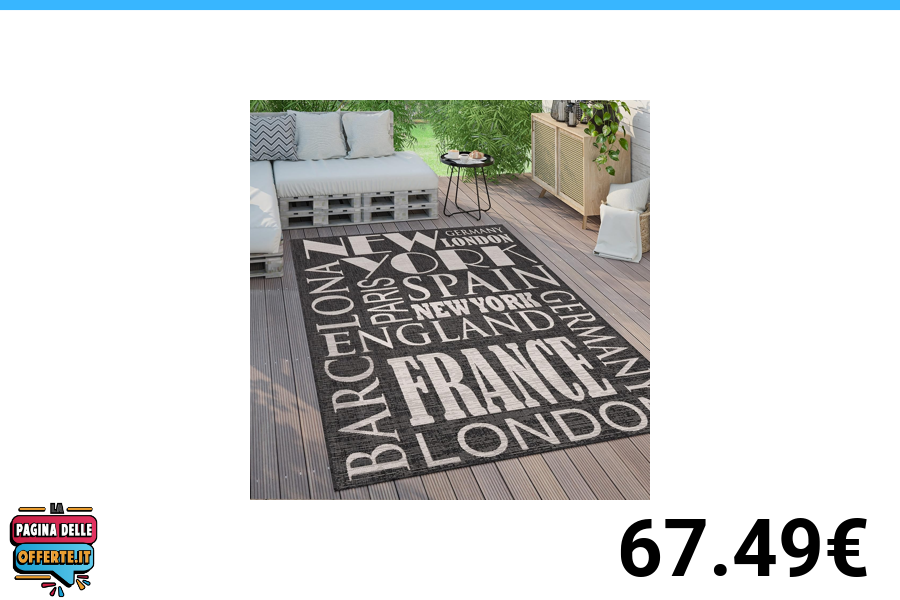 GERMANY
NEW
LONDON
YORK
BARCELONA
PARIS
SPAIN
NEW YORK
GERMANY
ENGLAND
FRANCE
LONDO
LA
PAGINA DELLE
OFFERTE.IT
67.49€